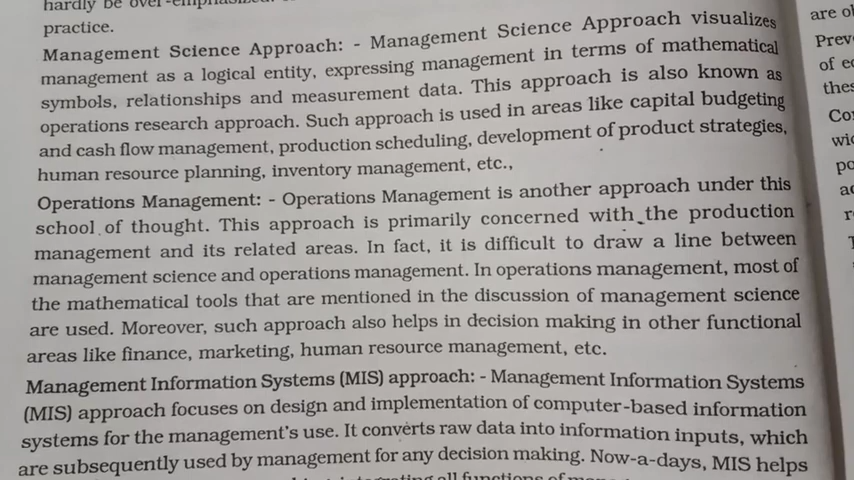 hardly be over-emphasized.
practice.
Management Science Approach: - Management Science Approach visualizes
management as a logical entity, expressing management in terms of mathematical
symbols, relationships and measurement data. This approach is also known as
operations research approach. Such approach is used in areas like capital budgeting
and cash flow management, production scheduling, development of product strategies,
human resource planning, inventory management, etc.,
Operations Management: - Operations Management is another approach under this
school of thought. This approach is primarily concerned with the production
management and its related areas. In fact, it is difficult to draw a line between
management science and operations management. In operations management, most of
the mathematical tools that are mentioned in the discussion of management science
are used. Moreover, such approach also helps in decision making in other functional
areas like finance, marketing, human resource management, etc.
Management Information Systems (MIS) approach: - Management Information Systems
(MIS) approach focuses on design and implementation of computer-based information
systems for the management's use. It converts raw data into information inputs, which
are subsequently used by management for any decision making. Now-a-days, MIS helps
integrating all functions of
are
Prev
of